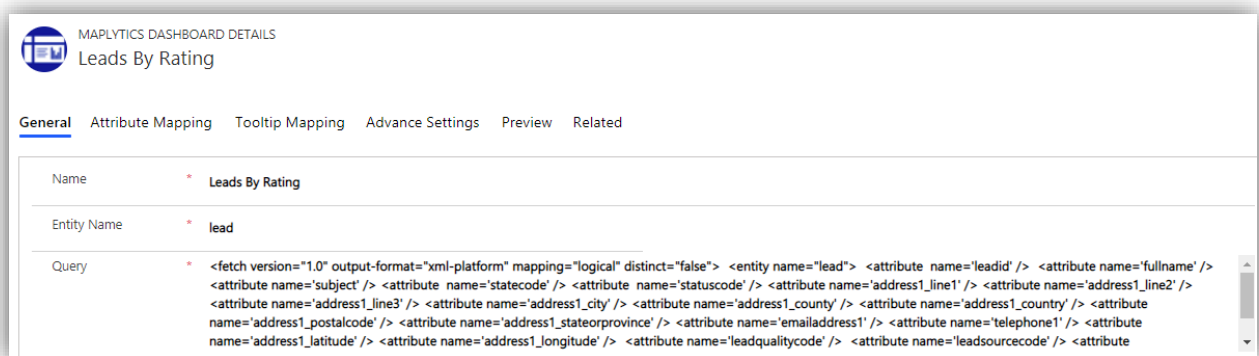 MAPLYTICS DASHBOARD DETAILS
Leads By Rating
General Attribute Mapping Tooltip Mapping Advance Settings Preview Related
Name * Leads By Rating
Entity Name * lead
Query * <fetch version="1.0" output-format="xml-platform" mapping="logical" distinct="false"> <entity name="lead"> <attribute name='leadid' /> <attribute name='fullname' />
<attribute name='subject' /> <attribute name='statecode' /> <attribute name='statuscode' /> <attribute name='address1_line1' /> <attribute name='address1_line2' />
<attribute name='address1_line3' /> <attribute name='address1_city' /> <attribute name='address1_county' /> <attribute name='address1_country' /> <attribute
name='address1_postalcode' /> <attribute name='address1_stateorprovince' /> <attribute name='emailaddress1' /> <attribute name='telephone1' /> <attribute
name='address1_latitude' /> <attribute name='address1_longitude' /> <attribute name='leadqualitycode' /> <attribute name='leadsourcecode' /> <attribute